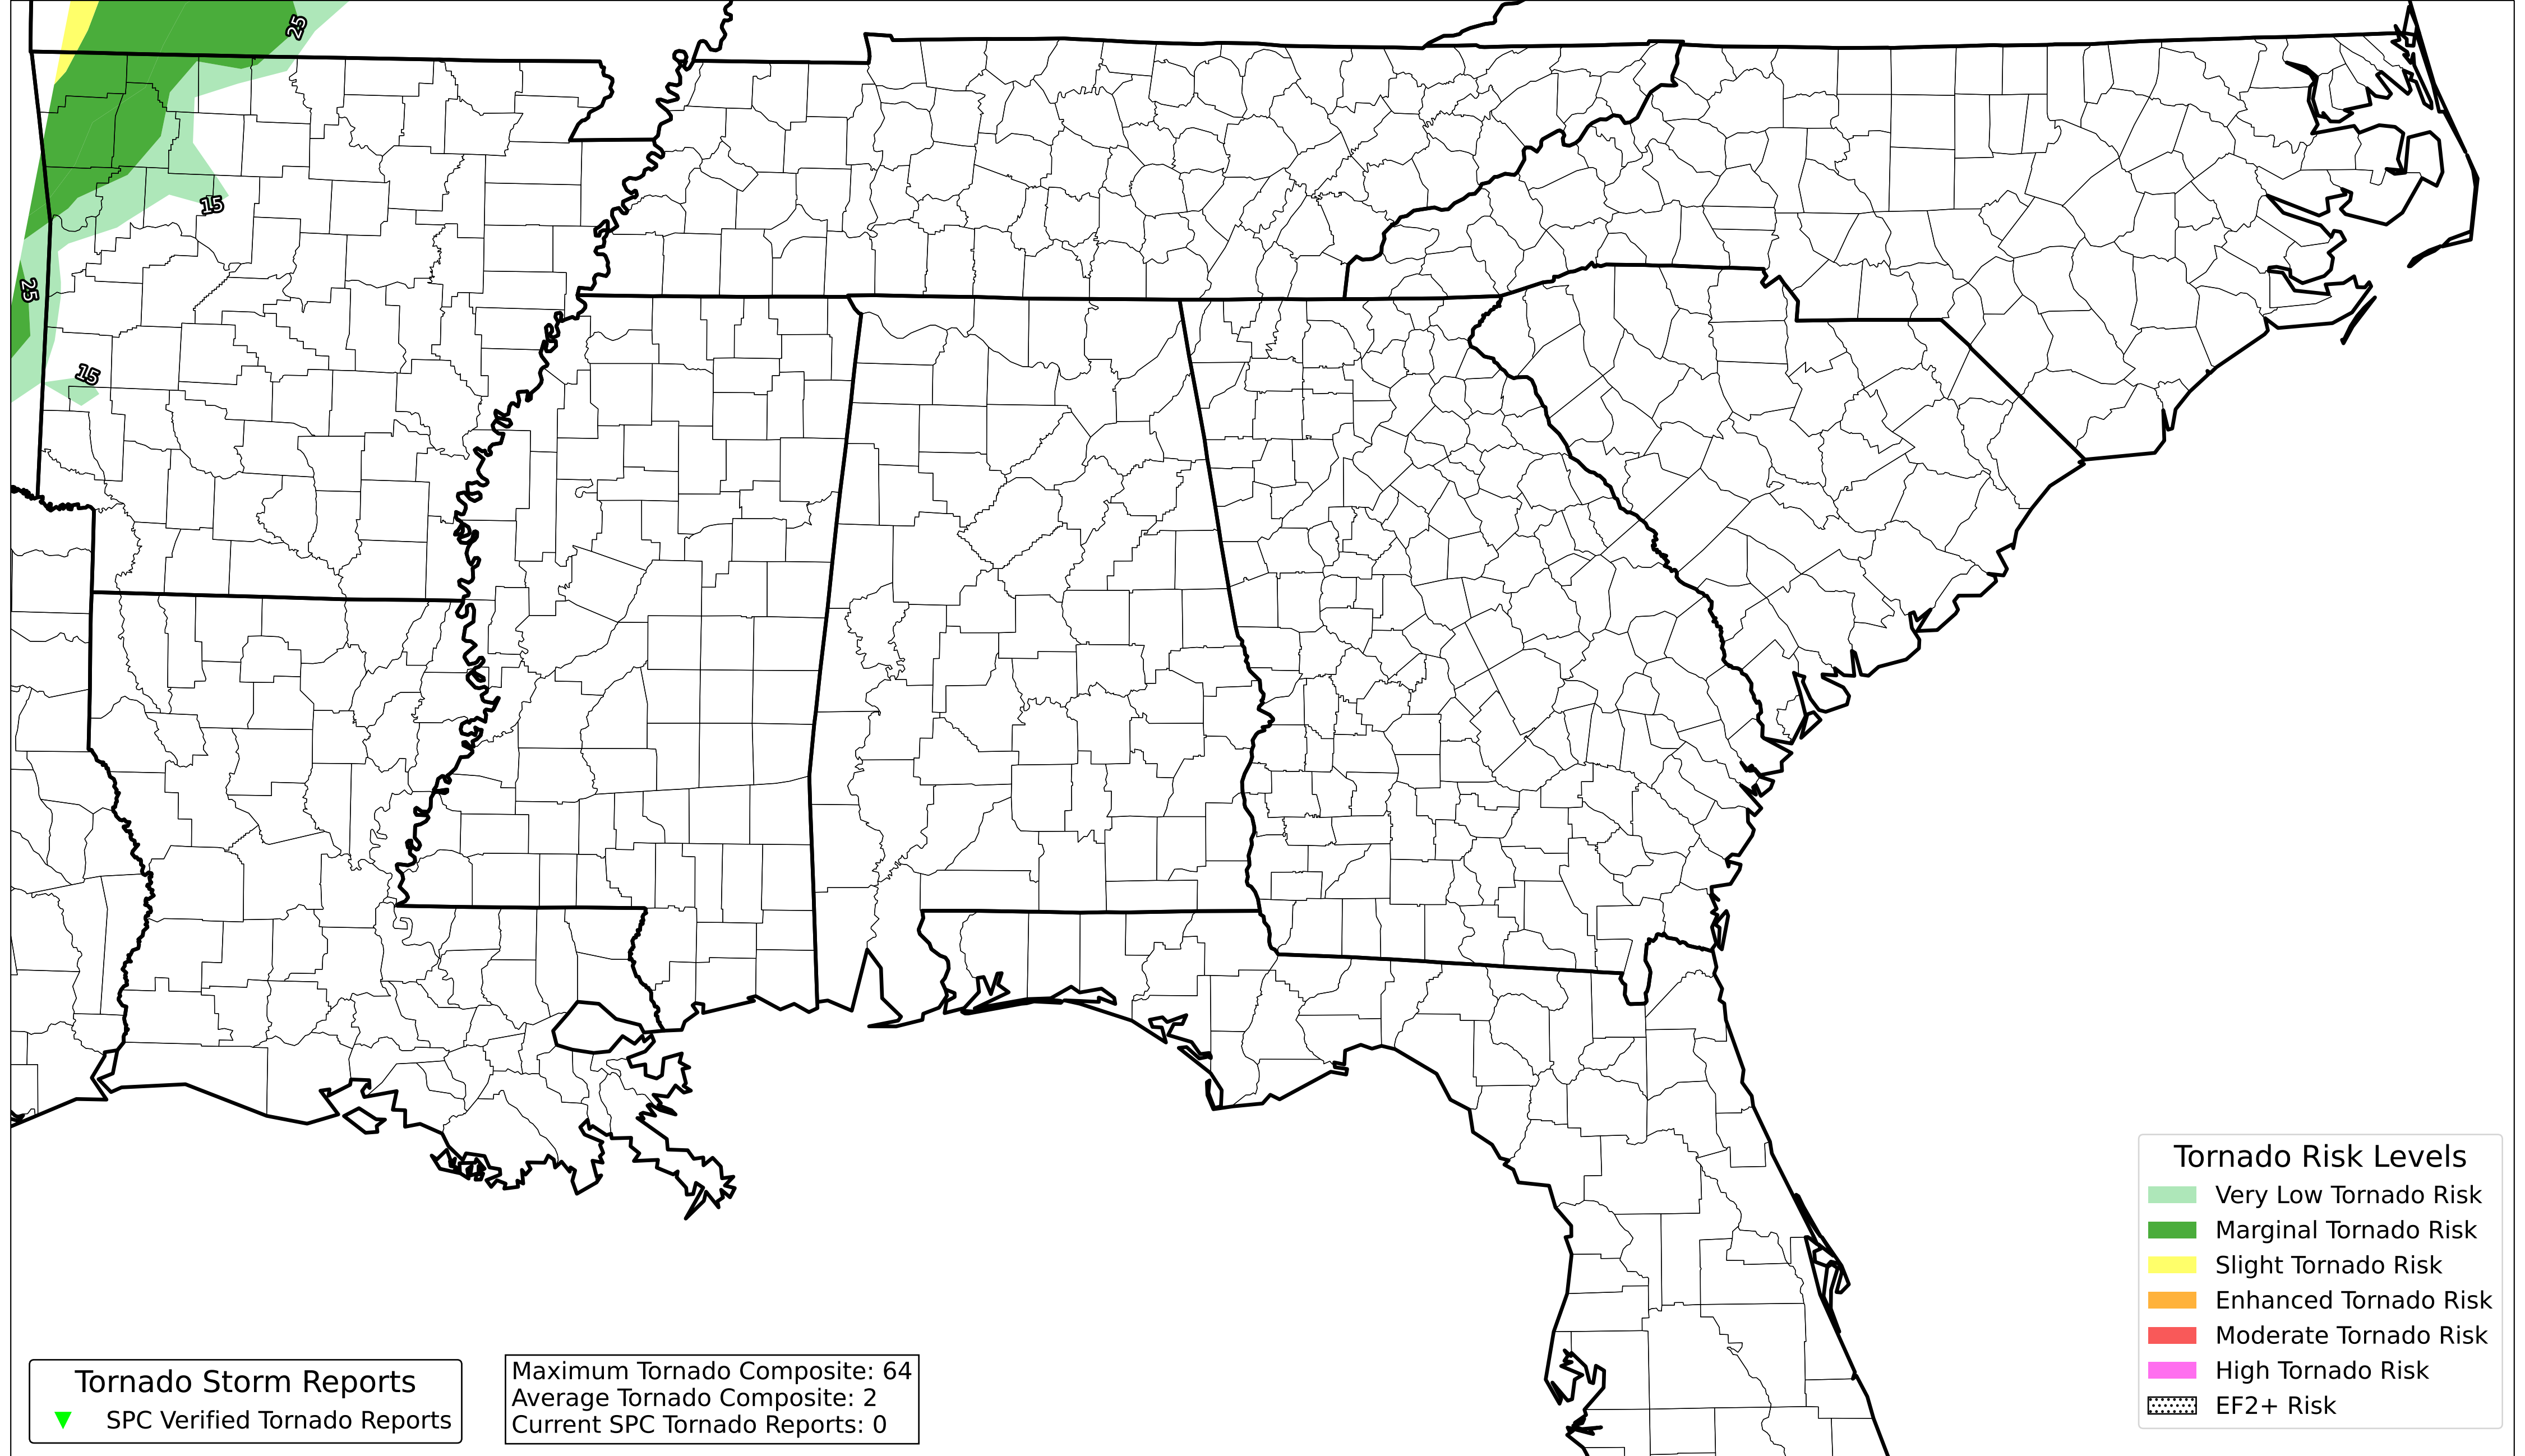 25
15
25
15
Tornado Risk Levels
Very Low Tornado Risk
Marginal Tornado Risk
Slight Tornado Risk
Enhanced Tornado Risk
Moderate Tornado Risk
High Tornado Risk
EF2+ Risk
Tornado Storm Reports
SPC Verified Tornado Reports
Maximum Tornado Composite: 64
Average Tornado Composite: 2
Current SPC Tornado Reports: 0